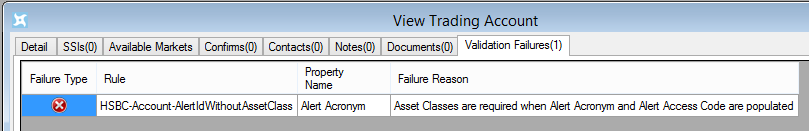 View Trading Account
Detail SSIs(0) Available Markets Confirms(0) Contacts(0) Notes(0) Documents(0) Validation Failures(1)
Failure Type Rule Property Name Failure Reason
HSBC-Account-AlertIdWithoutAssetClass Alert Acronym Asset Classes are required when Alert Acronym and Alert Access Code are populated